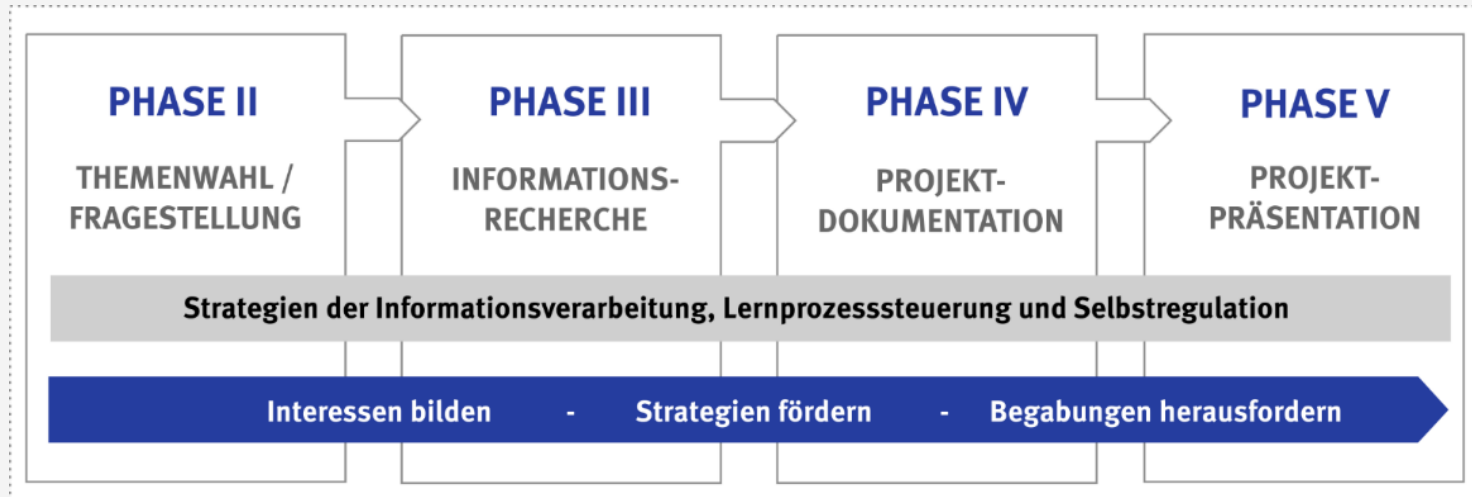 PHASE II
THEMENWAHL /
FRAGESTELLUNG
PHASE III
INFORMATIONS-
RECHERCHE
PHASE IV
PROJEKT-
DOKUMENTATION
PHASE V
PROJEKT-
PRÄSENTATION
Strategien der Informationsverarbeitung, Lernprozesssteuerung und Selbstregulation
Interessen bilden - Strategien fördern - Begabungen herausfordern